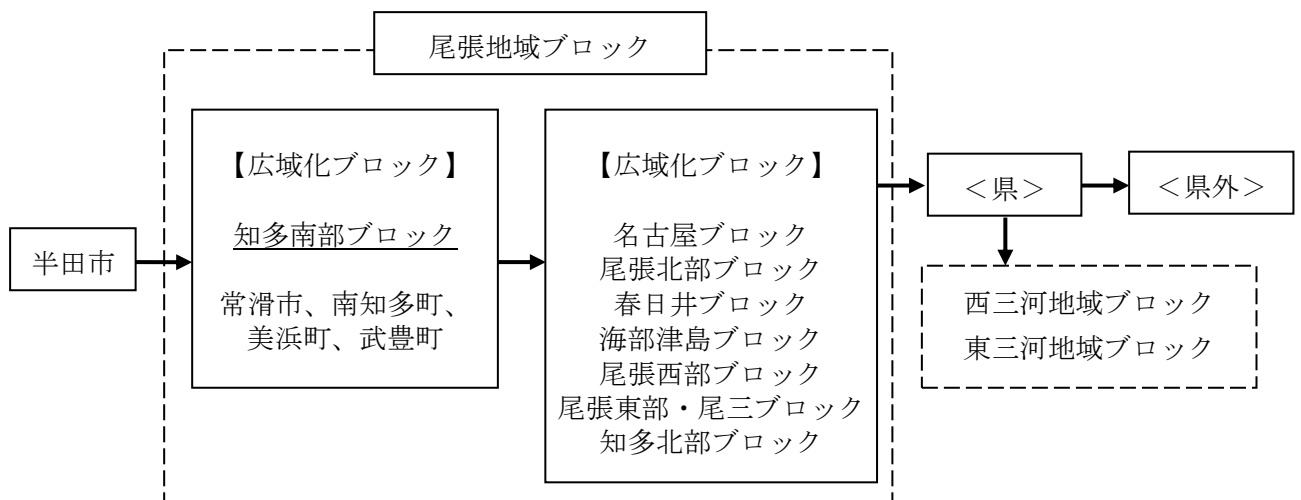 尾張地域ブロック
半田市
【広域化ブロック】
知多南部ブロック
常滑市、南知多町、
美浜町、武豊町
【広域化ブロック】
名古屋ブロック
尾張北部ブロック
春日井ブロック
海部津島ブロック
尾張西部ブロック
尾張東部・尾三ブロック
知多北部ブロック
＜県＞
＜県外＞
西三河地域ブロック
東三河地域ブロック